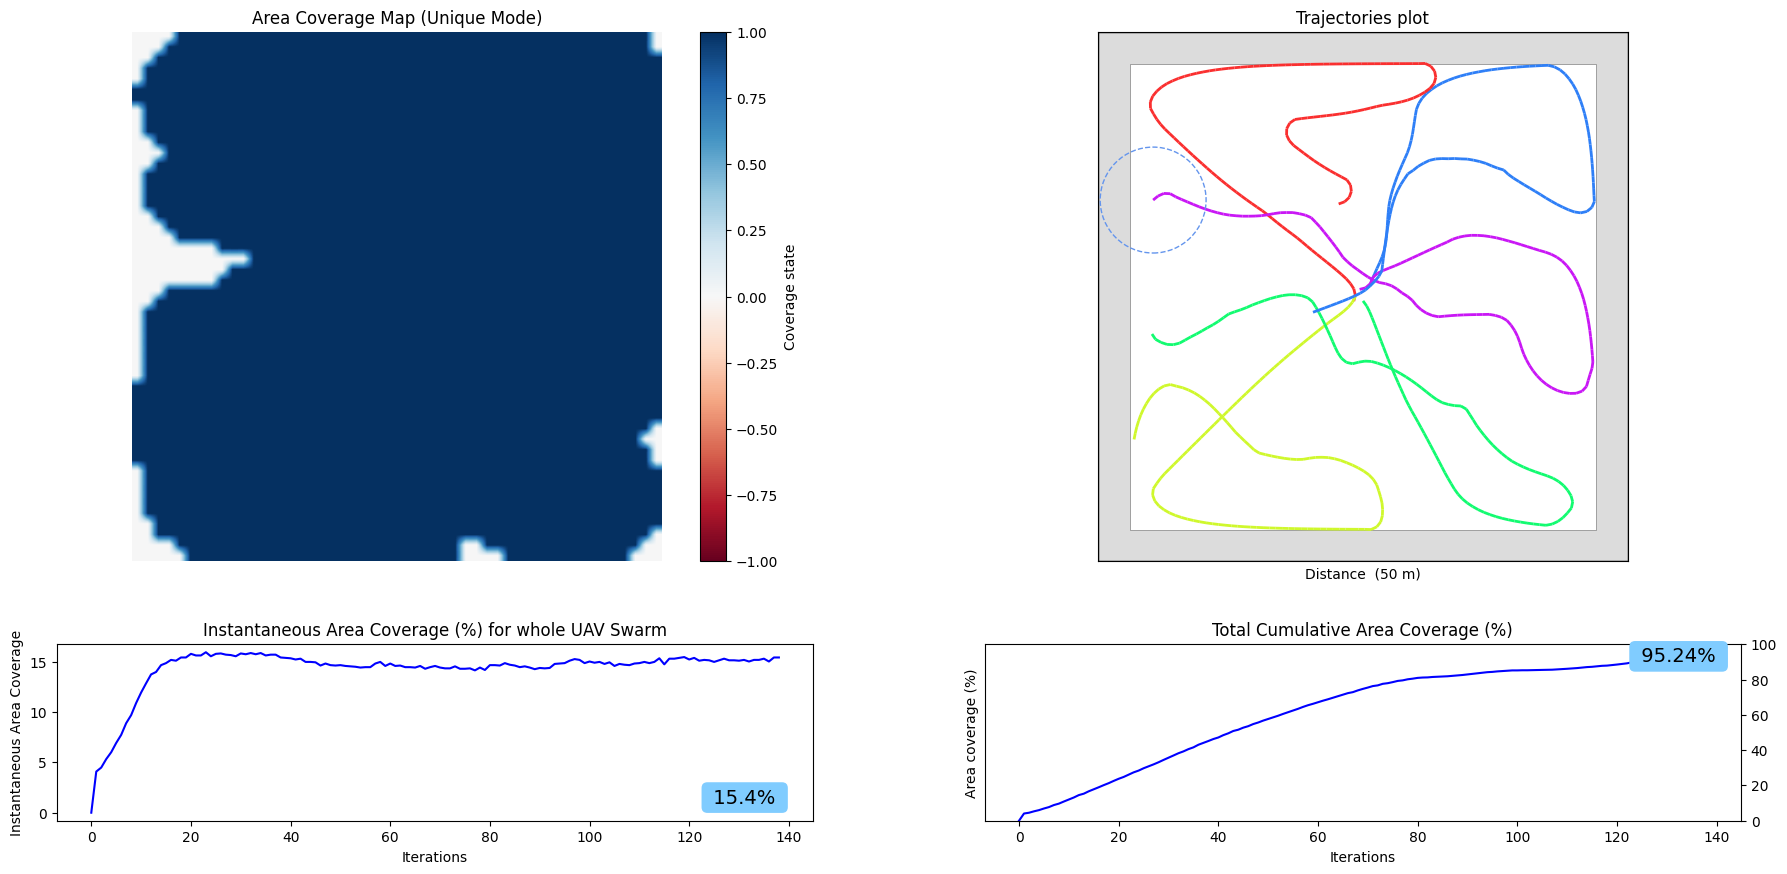 Area Coverage Map (Unique Mode)
1.00
0.75
0.50
0.25
0.00
−0.25
−0.50
−0.75
−1.00
Coverage state
Trajectories plot
Distance  (50 m)
Instantaneous Area Coverage (%) for whole UAV Swarm
Instantaneous Area Coverage
15
10
5
0
15.4%
0 20 40 60 80 100 120 140
Iterations
Total Cumulative Area Coverage (%)
Area coverage (%)
95.24%
100
80
60
40
20
0
0 20 40 60 80 100 120 140
Iterations